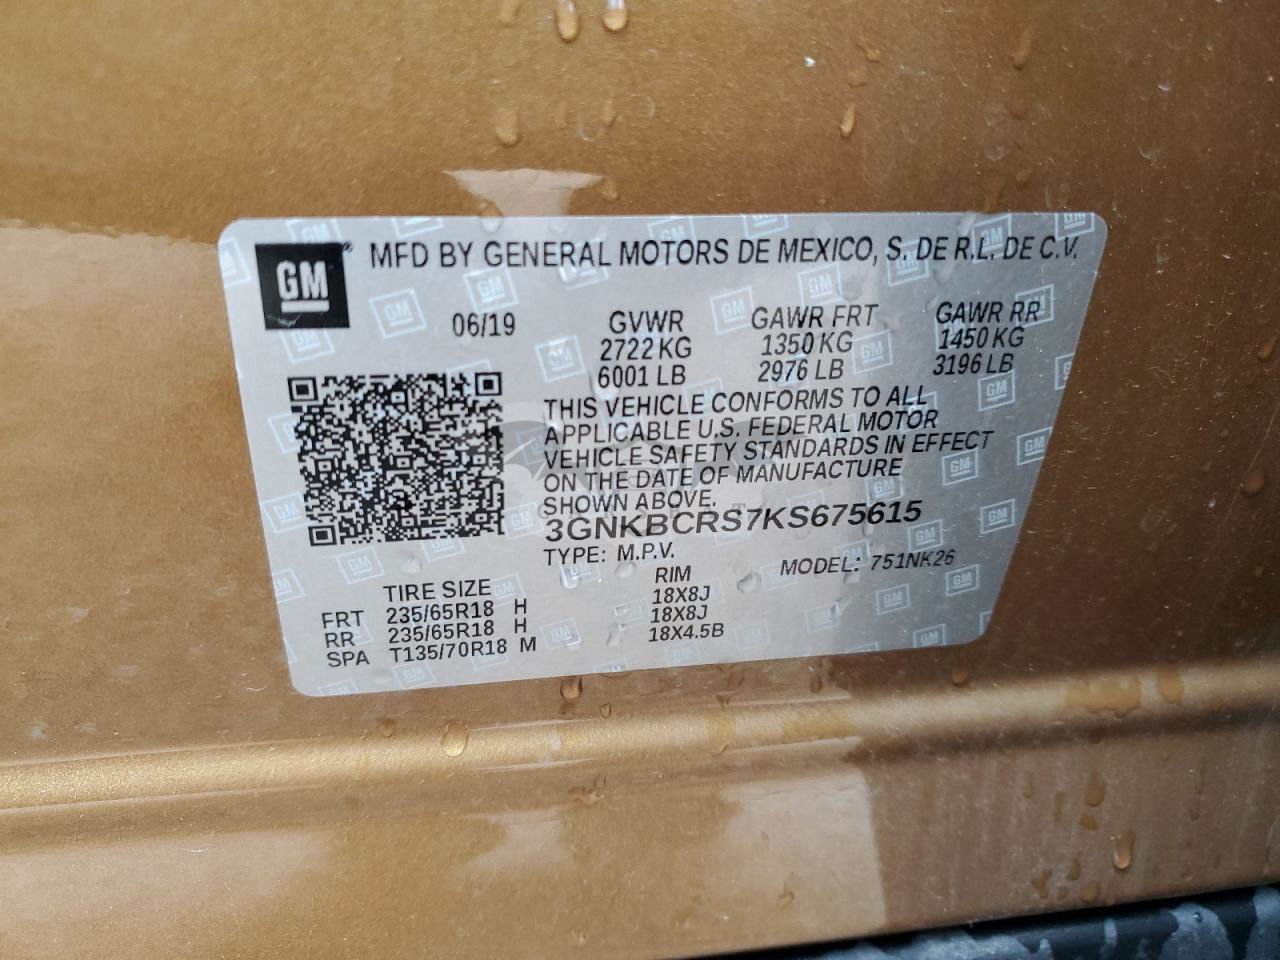 GM
MFD BY GENERAL MOTORS DE MEXICO, S. DE R.L. DE C.V.
06/19
GVWR GAWR FRT GAWR RR
2722 KG 1350 KG 1450 KG
6001 LB 2976 LB 3196 LB
THIS VEHICLE CONFORMS TO ALL
APPLICABLE U.S. FEDERAL MOTOR
VEHICLE SAFETY STANDARDS IN EFFECT
ON THE DATE OF MANUFACTURE
SHOWN ABOVE.
3GNKBCRS7KS675615
TYPE: M.P.V. MODEL: 751NK26
TIRE SIZE RIM
FRT 235/65R18 H 18X8J
RR 235/65R18 H 18X8J
SPA T135/70R18 M 18X4.5B